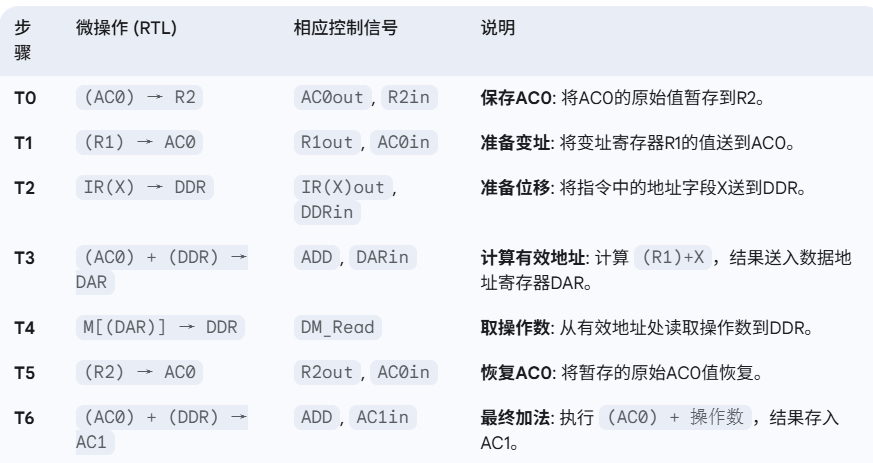 步骤 微操作 (RTL) 相应控制信号 说明
T0 (AC0) → R2 AC0out , R2in 保存AC0: 将AC0的原始值暂存到R2。
T1 (R1) → AC0 R1out , AC0in 准备变址: 将变址寄存器R1的值送到AC0。
T2 IR(X) → DDR IR(X)out , DDRin 准备位移: 将指令中的地址字段X送到DDR。
T3 (AC0) + (DDR) → DAR ADD , DARin 计算有效地址: 计算 (R1)+X ，结果送入数据地址寄存器DAR。
T4 M[(DAR)] → DDR DM_Read 取操作数: 从有效地址处读取操作数到DDR。
T5 (R2) → AC0 R2out , AC0in 恢复AC0: 将暂存的原始AC0值恢复。
T6 (AC0) + (DDR) → AC1 ADD , AC1in 最终加法: 执行 (AC0) + 操作数 ，结果存入AC1。